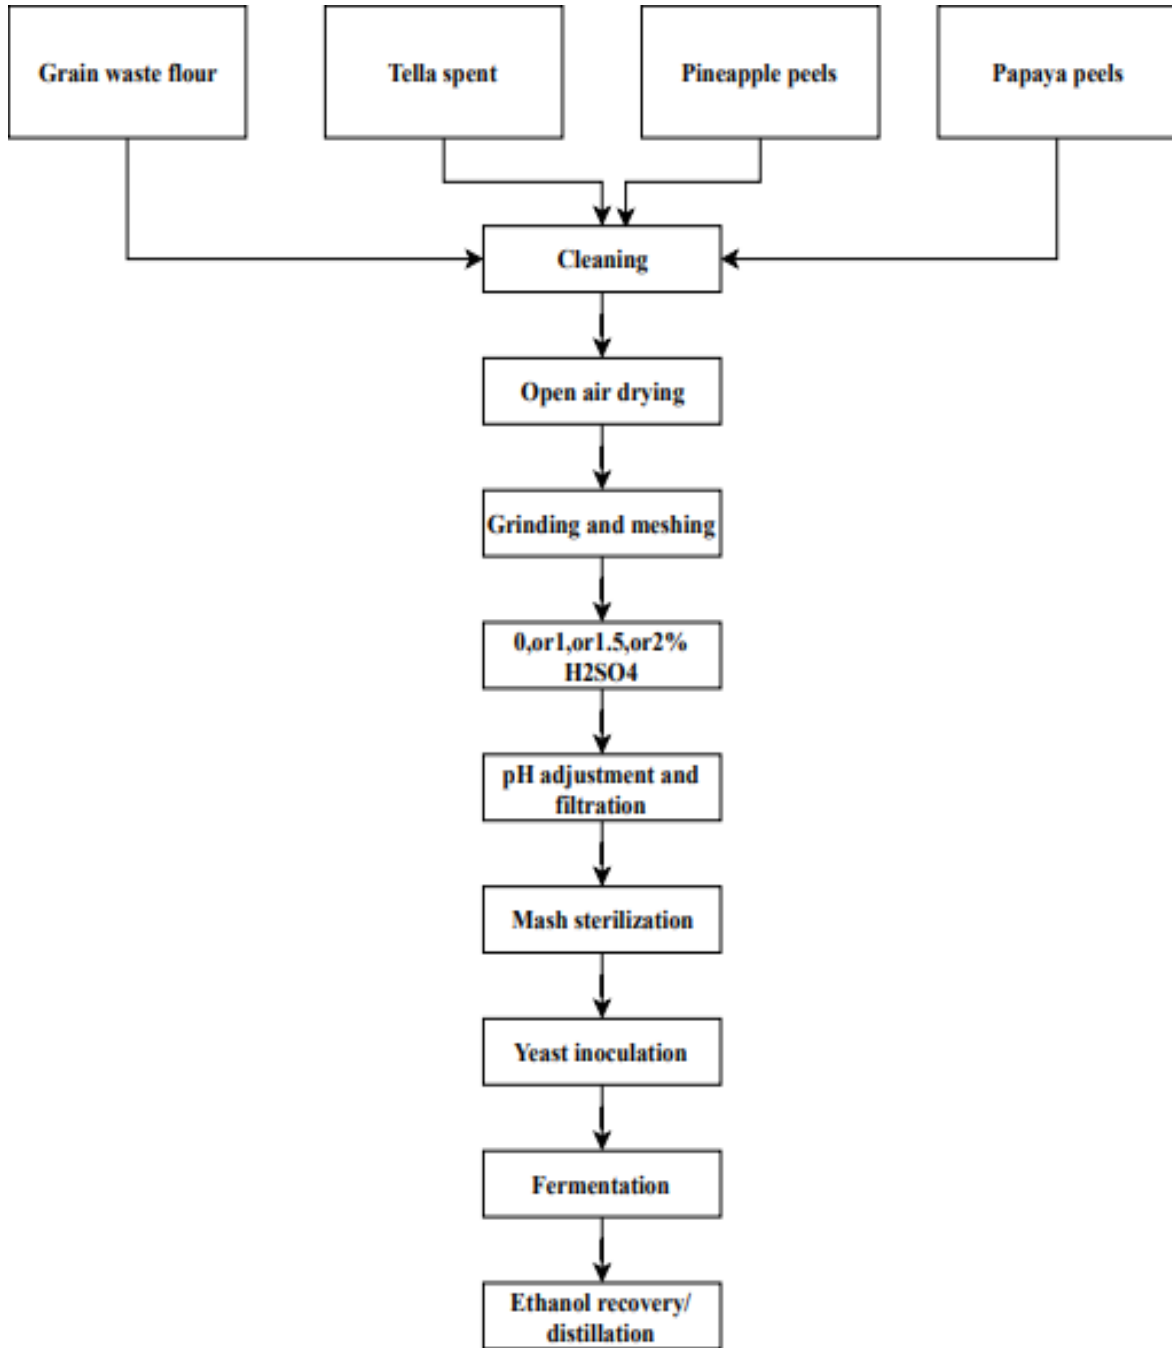 Grain waste flour
Tella spent
Pineapple peels
Papaya peels
Cleaning
Open air drying
Grinding and meshing
0,or1,or1.5,or2%
H2SO4
pH adjustment and
filtration
Mash sterilization
Yeast inoculation
Fermentation
Ethanol recovery/
distillation